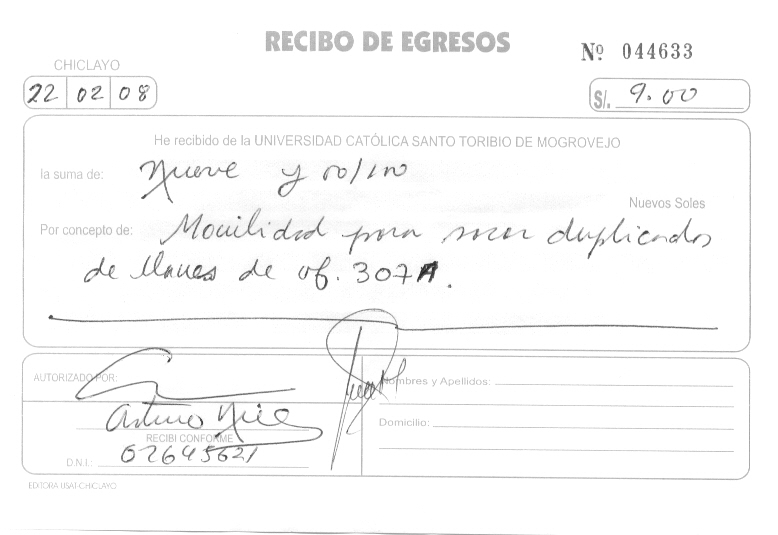 RECIBO DE EGRESOS
Nº 044633
CHICLAYO
22 02 08
S/. 9.00
He recibido de la UNIVERSIDAD CATÓLICA SANTO TORIBIO DE MOGROVEJO
la suma de: Nueve y 00/100
Nuevos Soles
Por concepto de: Movilidad para sacar duplicados
de llaves de of. 307A.
AUTORIZADO POR:
Nombres y Apellidos:
Arturo
RECIBI CONFORME
Domicilio:
D.N.I.: 02645621
EDITORA USAT-CHICLAYO